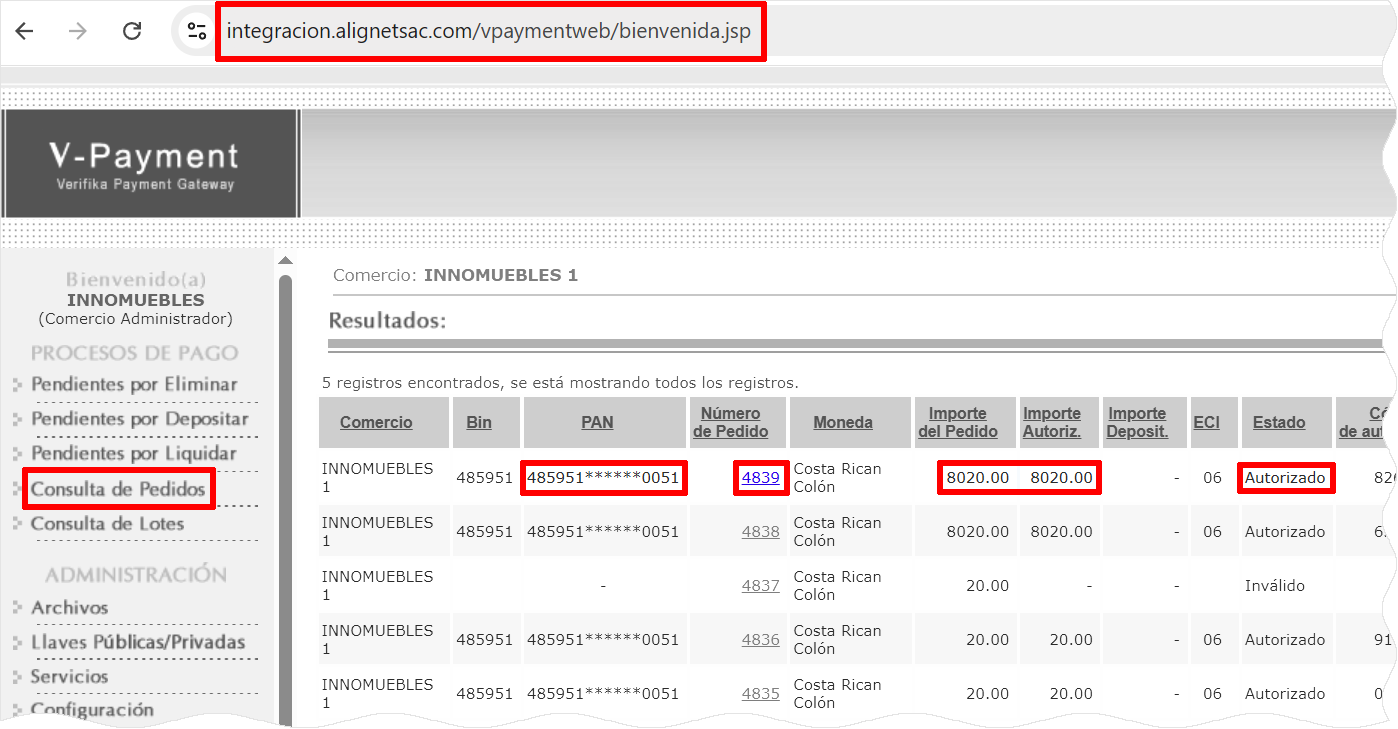 integracion.alignetsac.com/vpaymentweb/bienvenida.jsp
V-Payment
Verifika Payment Gateway
Bienvenido(a)
INNOMUEBLES
(Comercio Administrador)
PROCESOS DE PAGO
Pendientes por Eliminar
Pendientes por Depositar
Pendientes por Liquidar
Consulta de Pedidos
Consulta de Lotes
ADMINISTRACIÓN
Archivos
Llaves Públicas/Privadas
Servicios
Configuración
Comercio: INNOMUEBLES 1
Resultados:
5 registros encontrados, se está mostrando todos los registros.
Comercio Bin PAN Número de Pedido Moneda Importe del Pedido Importe Autoriz. Importe Deposit. ECI Estado
INNOMUEBLES 1 485951 485951******0051 4839 Costa Rican Colón 8020.00 8020.00 - 06 Autorizado
INNOMUEBLES 1 485951 485951******0051 4838 Costa Rican Colón 8020.00 8020.00 - 06 Autorizado
INNOMUEBLES 1 - 4837 Costa Rican Colón 20.00 - - Inválido
INNOMUEBLES 1 485951 485951******0051 4836 Costa Rican Colón 20.00 20.00 - 06 Autorizado
INNOMUEBLES 1 485951 485951******0051 4835 Costa Rican Colón 20.00 20.00 - 06 Autorizado